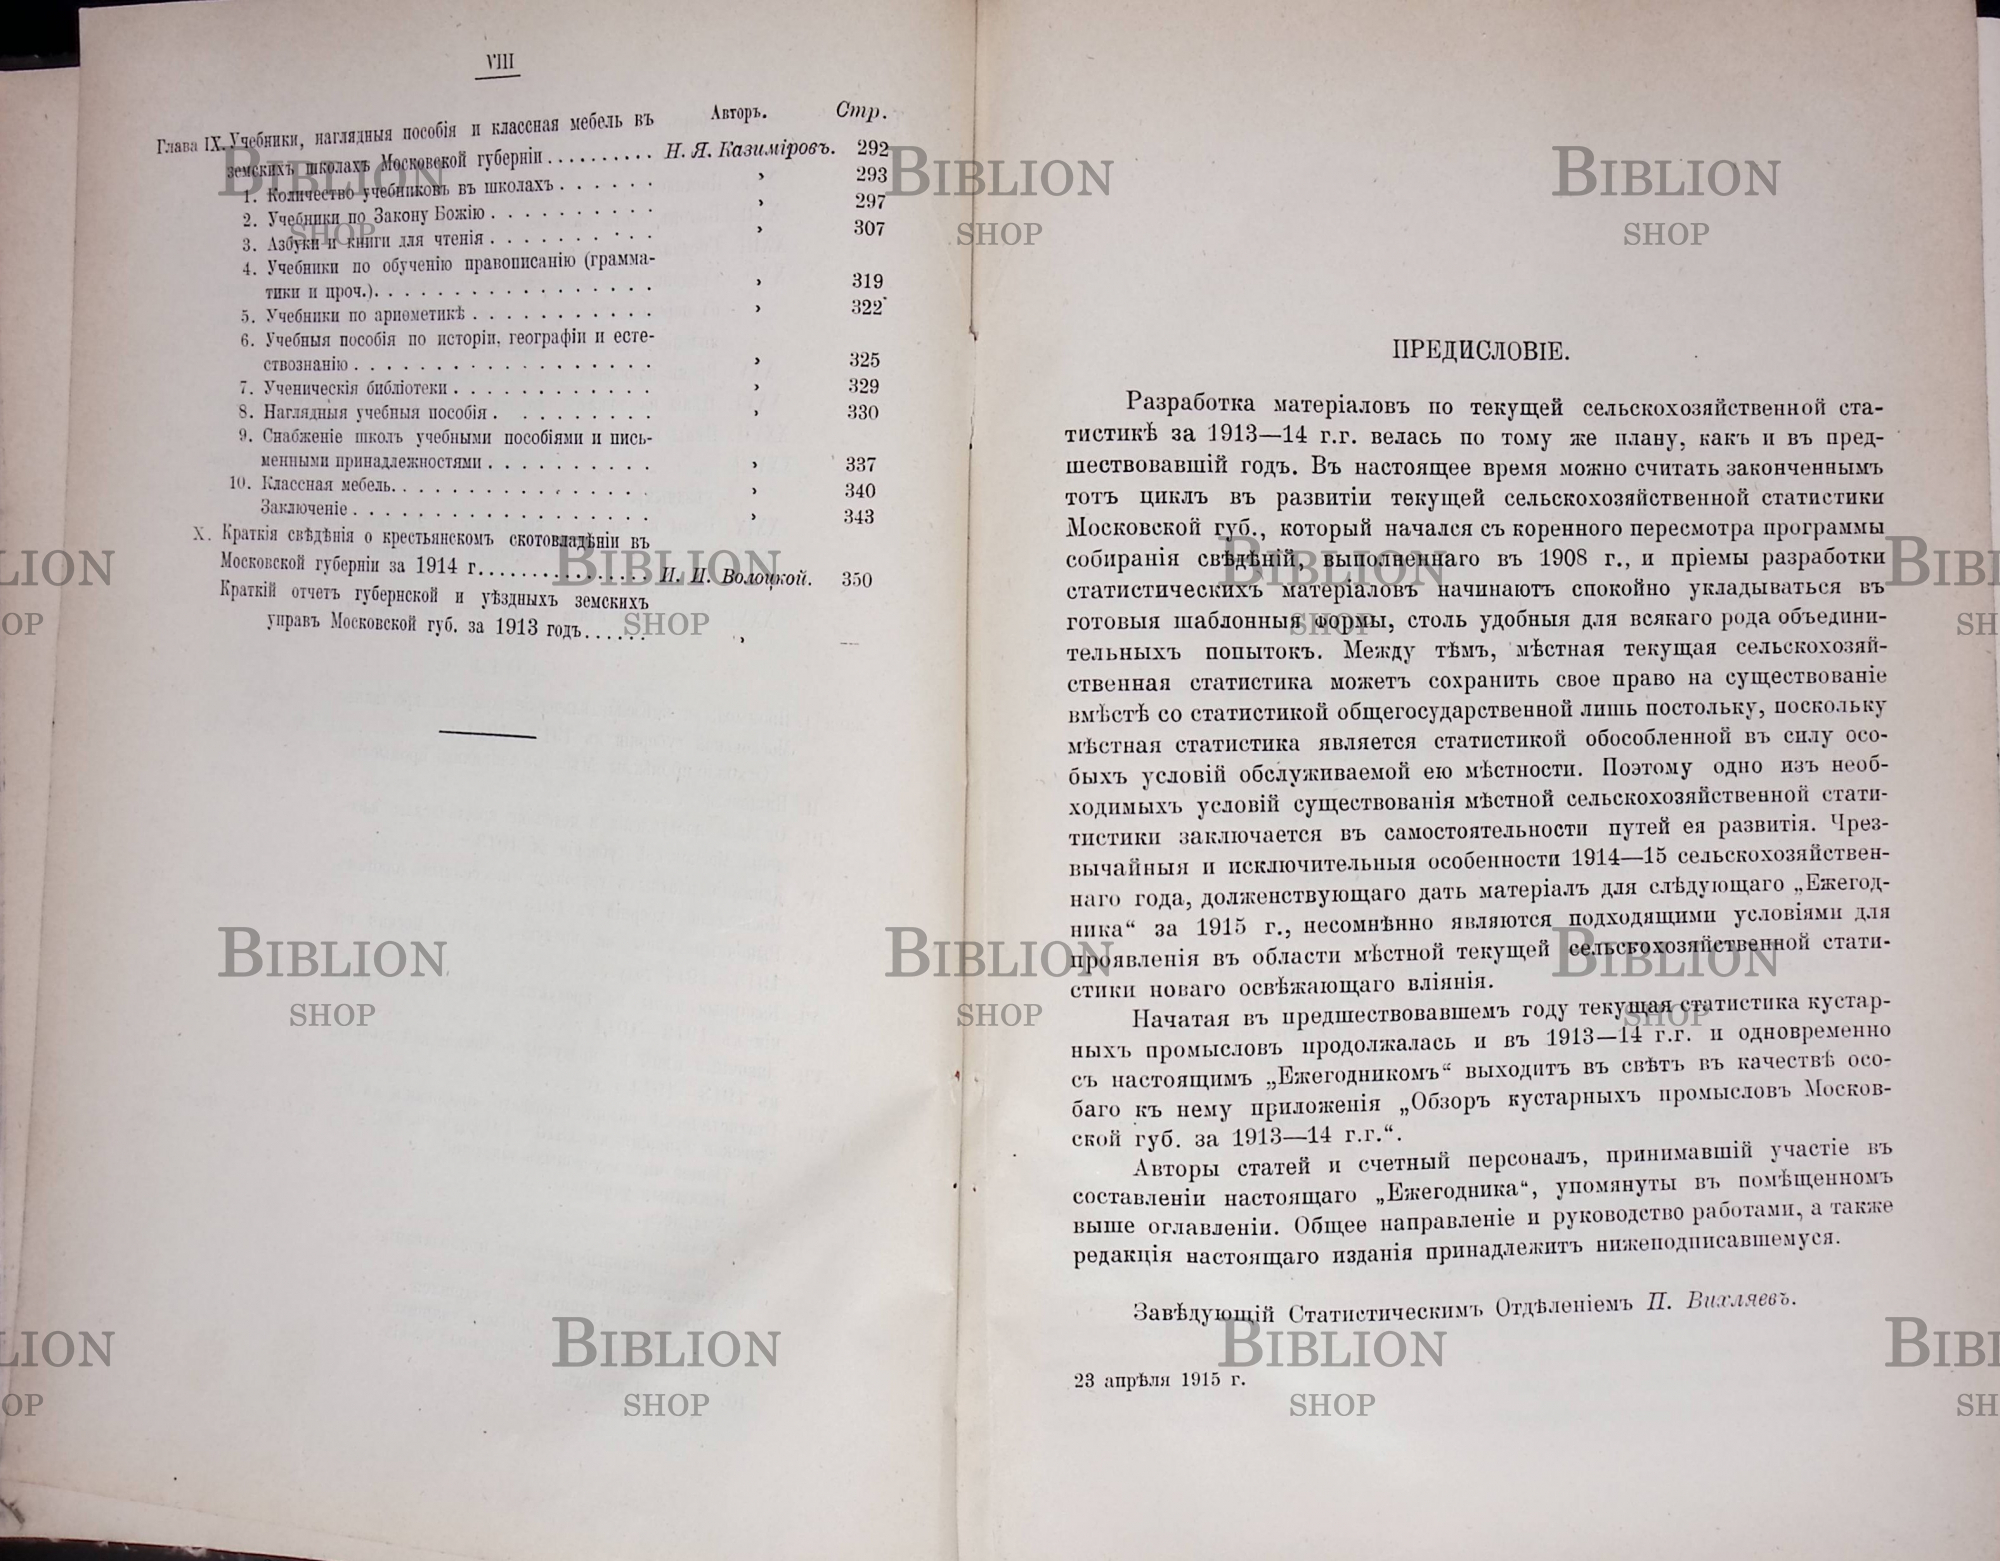 VIII
Авторъ. Стр.
Глава IX. Учебники, наглядныя пособія и классная мебель въ
земскихъ школахъ Московской губерніи . . . . . . . . . . Н. Я. Казиміровъ. 292
1. Количество учебниковъ въ школахъ . . . . . . › 293
2. Учебники по Закону Божію . . . . . . . . . . › 297
3. Азбуки и книги для чтенія . . . . . . . . . . › 307
4. Учебники по обученію правописанію (грамма-
тики и проч.). . . . . . . . . . . . . . . . . › 319
5. Учебники по ариѳметикѣ . . . . . . . . . . . › 322
6. Учебныя пособія по исторіи, географіи и есте-
ствознанію . . . . . . . . . . . . . . . . . . › 325
7. Ученическія библіотеки . . . . . . . . . . . . › 329
8. Наглядныя учебныя пособія . . . . . . . . . › 330
9. Снабженіе школъ учебными пособіями и пись-
менными принадлежностями . . . . . . . . . . › 337
10. Классная мебель. . . . . . . . . . . . . . . › 340
Заключеніе . . . . . . . . . . . . . . . . . . › 343
X. Краткія свѣдѣнія о крестьянскомъ скотовладѣніи въ
Московской губерніи за 1914 г. . . . . . . . . . . . . . . . И. П. Волоцкой. 350
Краткій отчетъ губернской и уѣздныхъ земскихъ
управъ Московской губ. за 1913 годъ . . . . . . › —
ПРЕДИСЛОВІЕ.
Разработка матеріаловъ по текущей сельскохозяйственной ста-
тистикѣ за 1913—14 г.г. велась по тому же плану, какъ и въ пред-
шествовавшій годъ. Въ настоящее время можно считать законченнымъ
тотъ циклъ въ развитіи текущей сельскохозяйственной статистики
Московской губ., который начался съ коренного пересмотра программы
собиранія свѣдѣній, выполненнаго въ 1908 г., и пріемы разработки
статистическихъ матеріаловъ начинаютъ спокойно укладываться въ
готовыя шаблонныя формы, столь удобныя для всякаго рода объедини-
тельныхъ попытокъ. Между тѣмъ, мѣстная текущая сельскохозяй-
ственная статистика можетъ сохранить свое право на существованіе
вмѣстѣ со статистикой общегосударственной лишь постольку, поскольку
мѣстная статистика является статистикой обособленной въ силу осо-
быхъ условій обслуживаемой ею мѣстности. Поэтому одно изъ необ-
ходимыхъ условій существованія мѣстной сельскохозяйственной стати-
тистики заключается въ самостоятельности путей ея развитія. Чрез-
вычайныя и исключительныя особенности 1914—15 сельскохозяйствен-
наго года, долженствующаго дать матеріалъ для слѣдующаго „Ежегод-
ника“ за 1915 г., несомнѣнно являются подходящими условіями для
проявленія въ области мѣстной текущей сельскохозяйственной стати-
стики новаго освѣжающаго вліянія.
Начатая въ предшествовавшемъ году текущая статистика кустар-
ныхъ промысловъ продолжалась и въ 1913—14 г.г. и одновременно
съ настоящимъ „Ежегодникомъ“ выходитъ въ свѣтъ въ качествѣ осо-
баго къ нему приложенія „Обзоръ кустарныхъ промысловъ Москов-
ской губ. за 1913—14 г.г.“.
Авторы статей и счетный персоналъ, принимавшій участіе въ
составленіи настоящаго „Ежегодника“, упомянуты въ помѣщенномъ
выше оглавленіи. Общее направленіе и руководство работами, а также
редакція настоящаго изданія принадлежитъ нижеподписавшемуся.
Завѣдующій Статистическимъ Отдѣленіемъ П. Вихляевъ.
23 апрѣля 1915 г.
BIBLION
SHOP